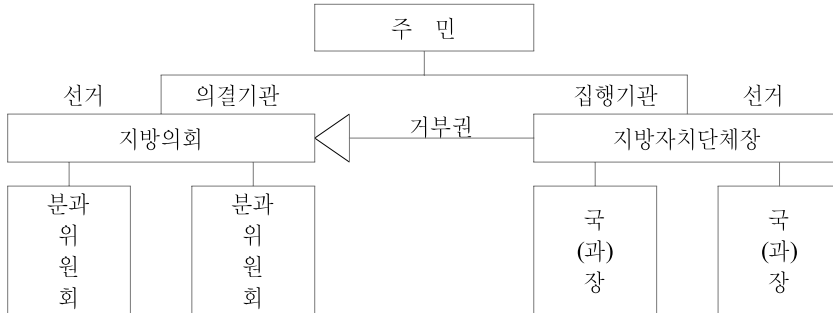 주 민
선거 의결기관 집행기관 선거
지방의회 거부권 지방자치단체장
분과위원회 분과위원회 국(과)장 국(과)장